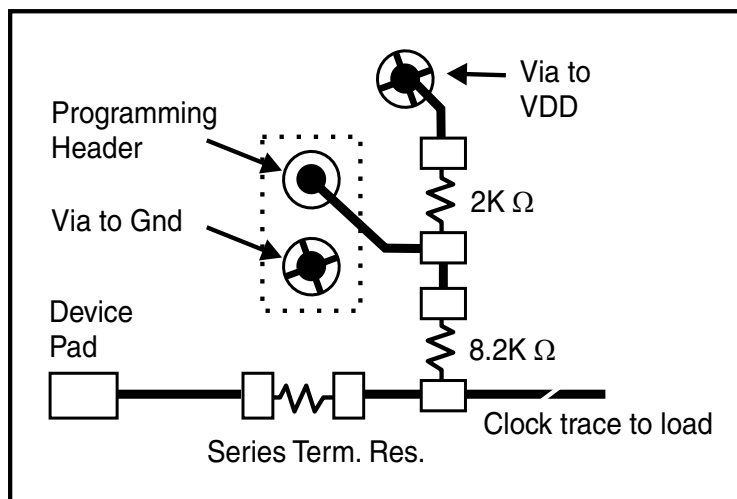 Via to
VDD
Programming
Header
2K Ω
Via to Gnd
Device
Pad
8.2K Ω
Clock trace to load
Series Term. Res.